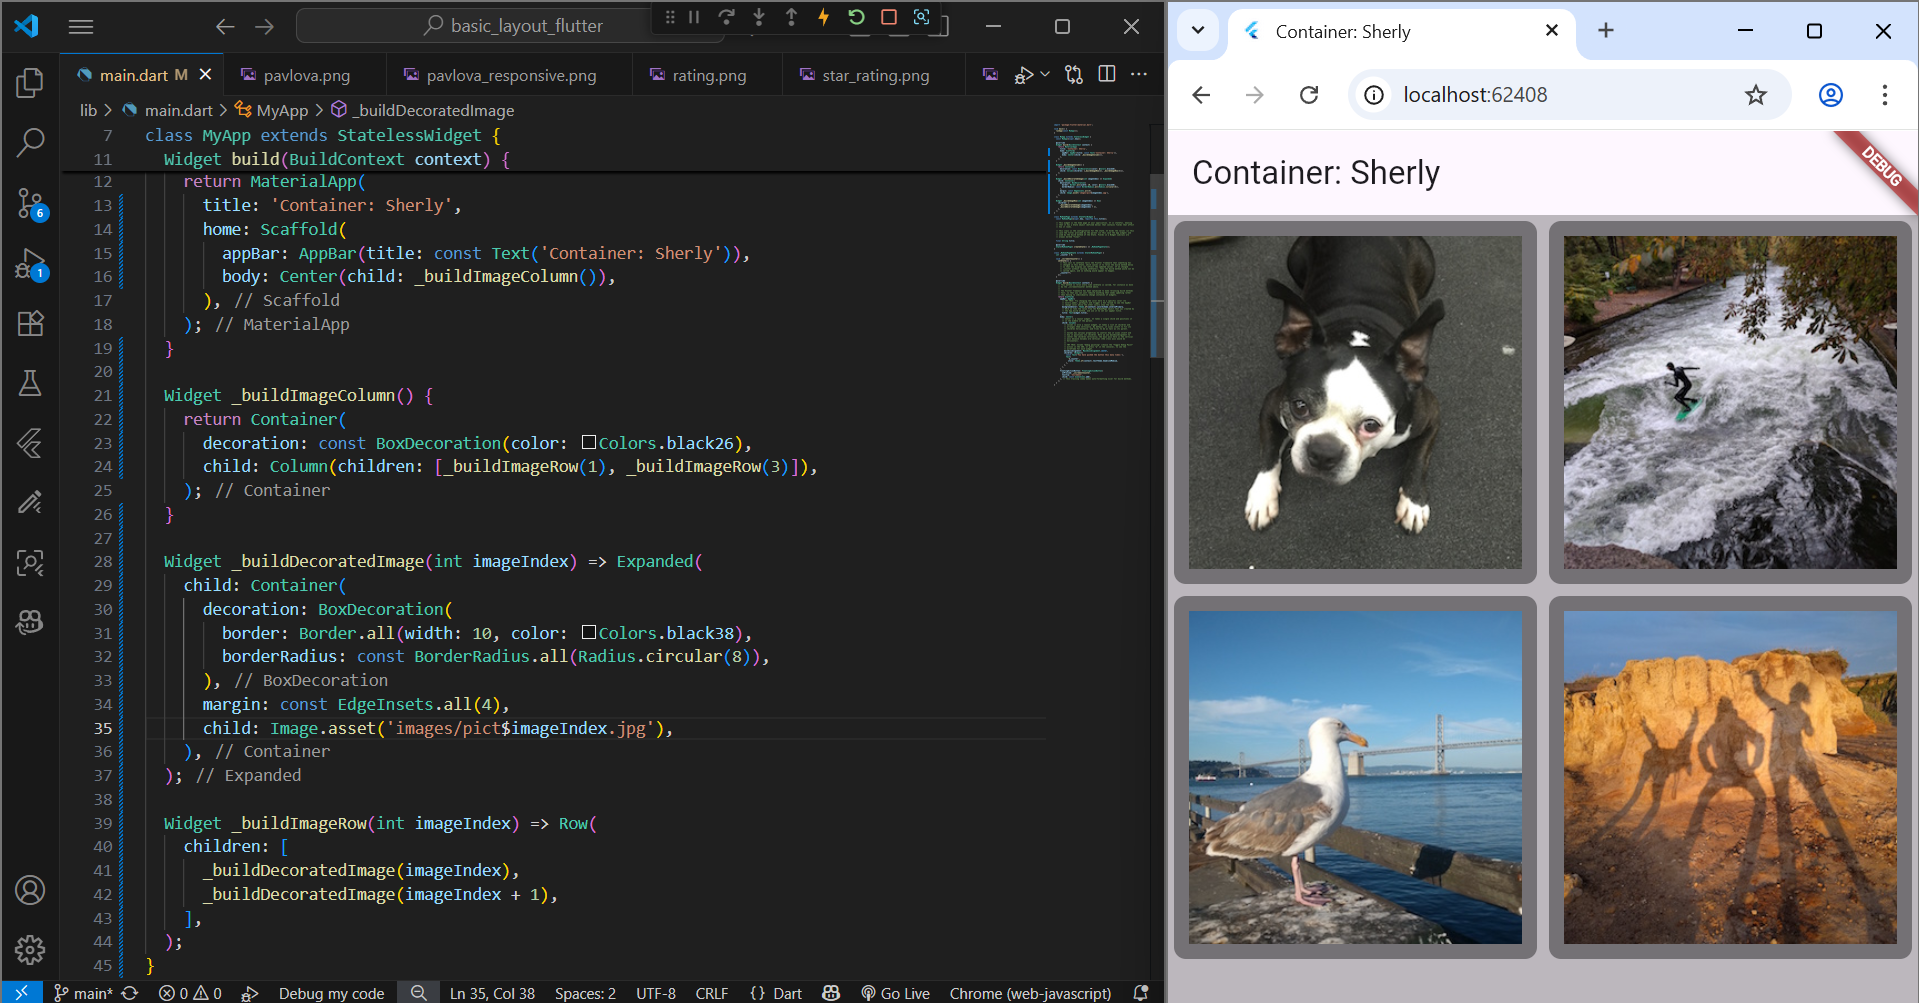 basic_layout_flutter
main.dart M
pavlova.png
pavlova_responsive.png
rating.png
star_rating.png
lib > main.dart > MyApp > _buildDecoratedImage
7 class MyApp extends StatelessWidget {
11 Widget build(BuildContext context) {
12 return MaterialApp(
13 title: 'Container: Sherly',
14 home: Scaffold(
15 appBar: AppBar(title: const Text('Container: Sherly')),
16 body: Center(child: _buildImageColumn()),
17 ), // Scaffold
18 ); // MaterialApp
19 }
20
21 Widget _buildImageColumn() {
22 return Container(
23 decoration: const BoxDecoration(color: Colors.black26),
24 child: Column(children: [_buildImageRow(1), _buildImageRow(3)]),
25 ); // Container
26 }
27
28 Widget _buildDecoratedImage(int imageIndex) => Expanded(
29 child: Container(
30 decoration: BoxDecoration(
31 border: Border.all(width: 10, color: Colors.black38),
32 borderRadius: const BorderRadius.all(Radius.circular(8)),
33 ), // BoxDecoration
34 margin: const EdgeInsets.all(4),
35 child: Image.asset('images/pict$imageIndex.jpg'),
36 ), // Container
37 ); // Expanded
38
39 Widget _buildImageRow(int imageIndex) => Row(
40 children: [
41 _buildDecoratedImage(imageIndex),
42 _buildDecoratedImage(imageIndex + 1),
43 ],
44 );
45 }
6
1
main* 0 0 Debug my code Ln 35, Col 38 Spaces: 2 UTF-8 CRLF {} Dart Go Live Chrome (web-javascript)
Container: Sherly
localhost:62408
Container: Sherly
DEBUG